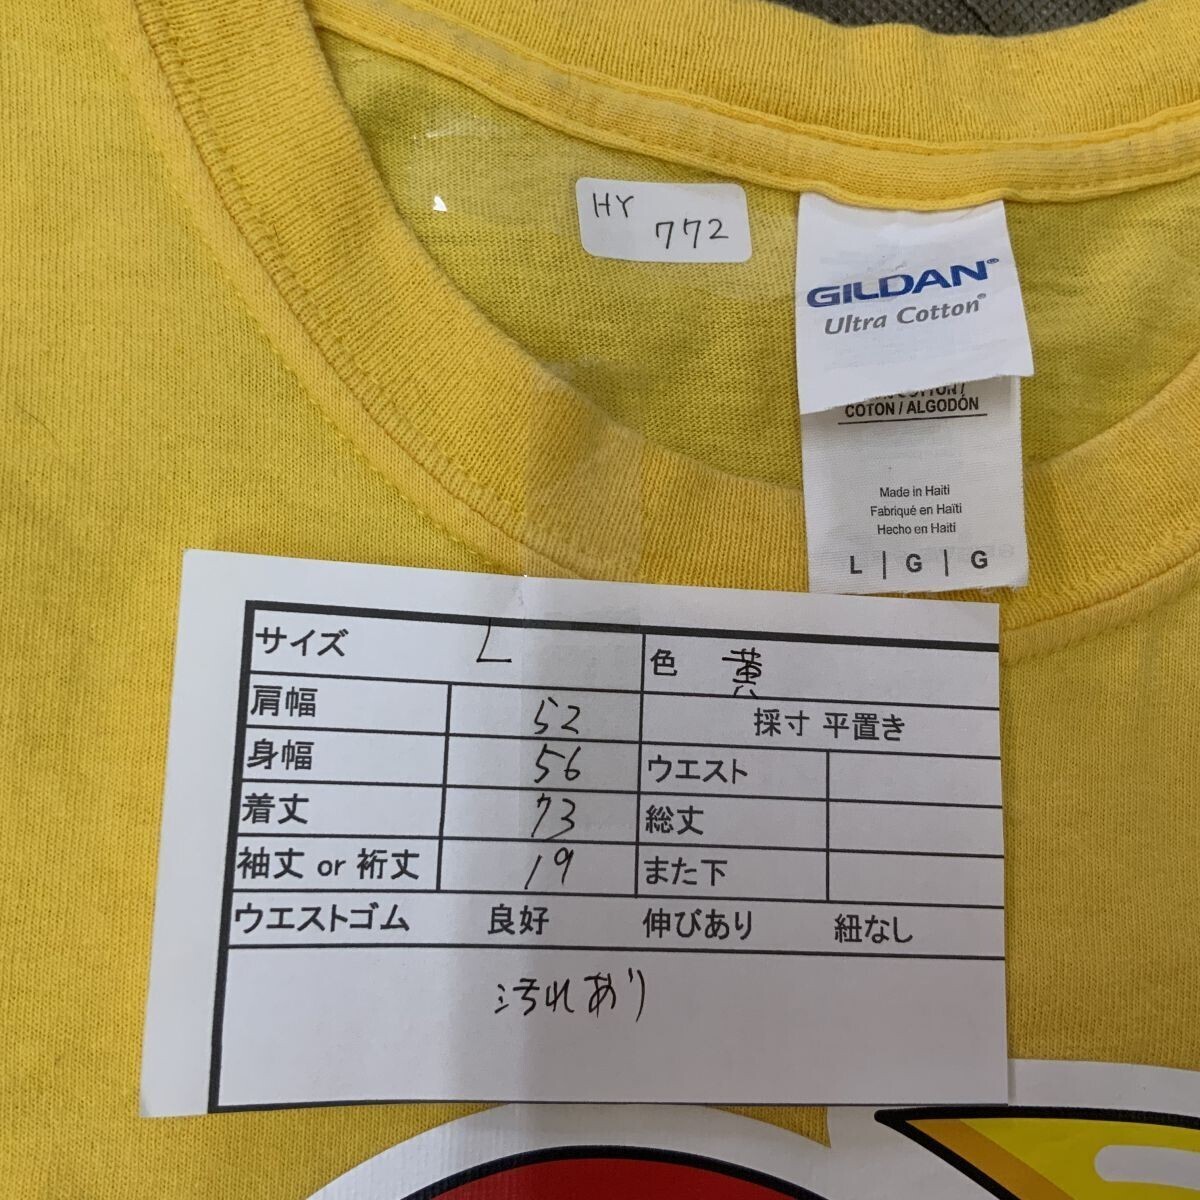 HY
772
GILDAN®
Ultra Cotton®
COTON / ALGODÓN
Made in Haiti
Fabriqué en Haïti
Hecho en Haiti
L | G | G
サイズ L 色 黄
肩幅 52 採寸 平置き
身幅 56 ウエスト
着丈 73 総丈
袖丈 or 裄丈 19 また下
ウエストゴム 良好 伸びあり 紐なし
汚れあり